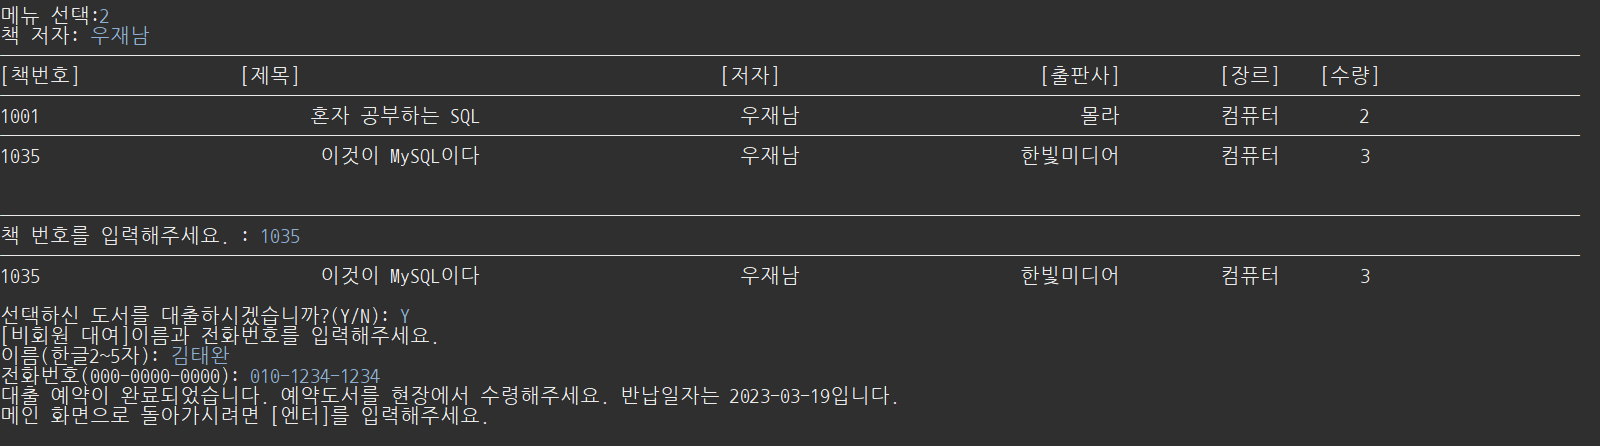 메뉴 선택:2
책 저자: 우재남
[책번호] [제목] [저자] [출판사] [장르] [수량]
1001 혼자 공부하는 SQL 우재남 몰라 컴퓨터 2
1035 이것이 MySQL이다 우재남 한빛미디어 컴퓨터 3
책 번호를 입력해주세요. : 1035
1035 이것이 MySQL이다 우재남 한빛미디어 컴퓨터 3
선택하신 도서를 대출하시겠습니까?(Y/N): Y
[비회원 대여]이름과 전화번호를 입력해주세요.
이름(한글2~5자): 김태완
전화번호(000-0000-0000): 010-1234-1234
대출 예약이 완료되었습니다. 예약도서를 현장에서 수령해주세요. 반납일자는 2023-03-19입니다.
메인 화면으로 돌아가시려면 [엔터]를 입력해주세요.